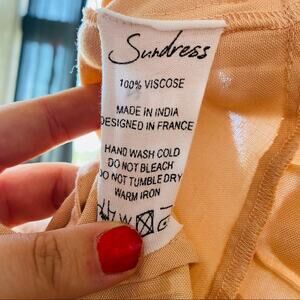 Sundress
100% VISCOSE
MADE IN INDIA
DESIGNED IN FRANCE
HAND WASH COLD
DO NOT BLEACH
DO NOT TUMBLE DRY
WARM IRON